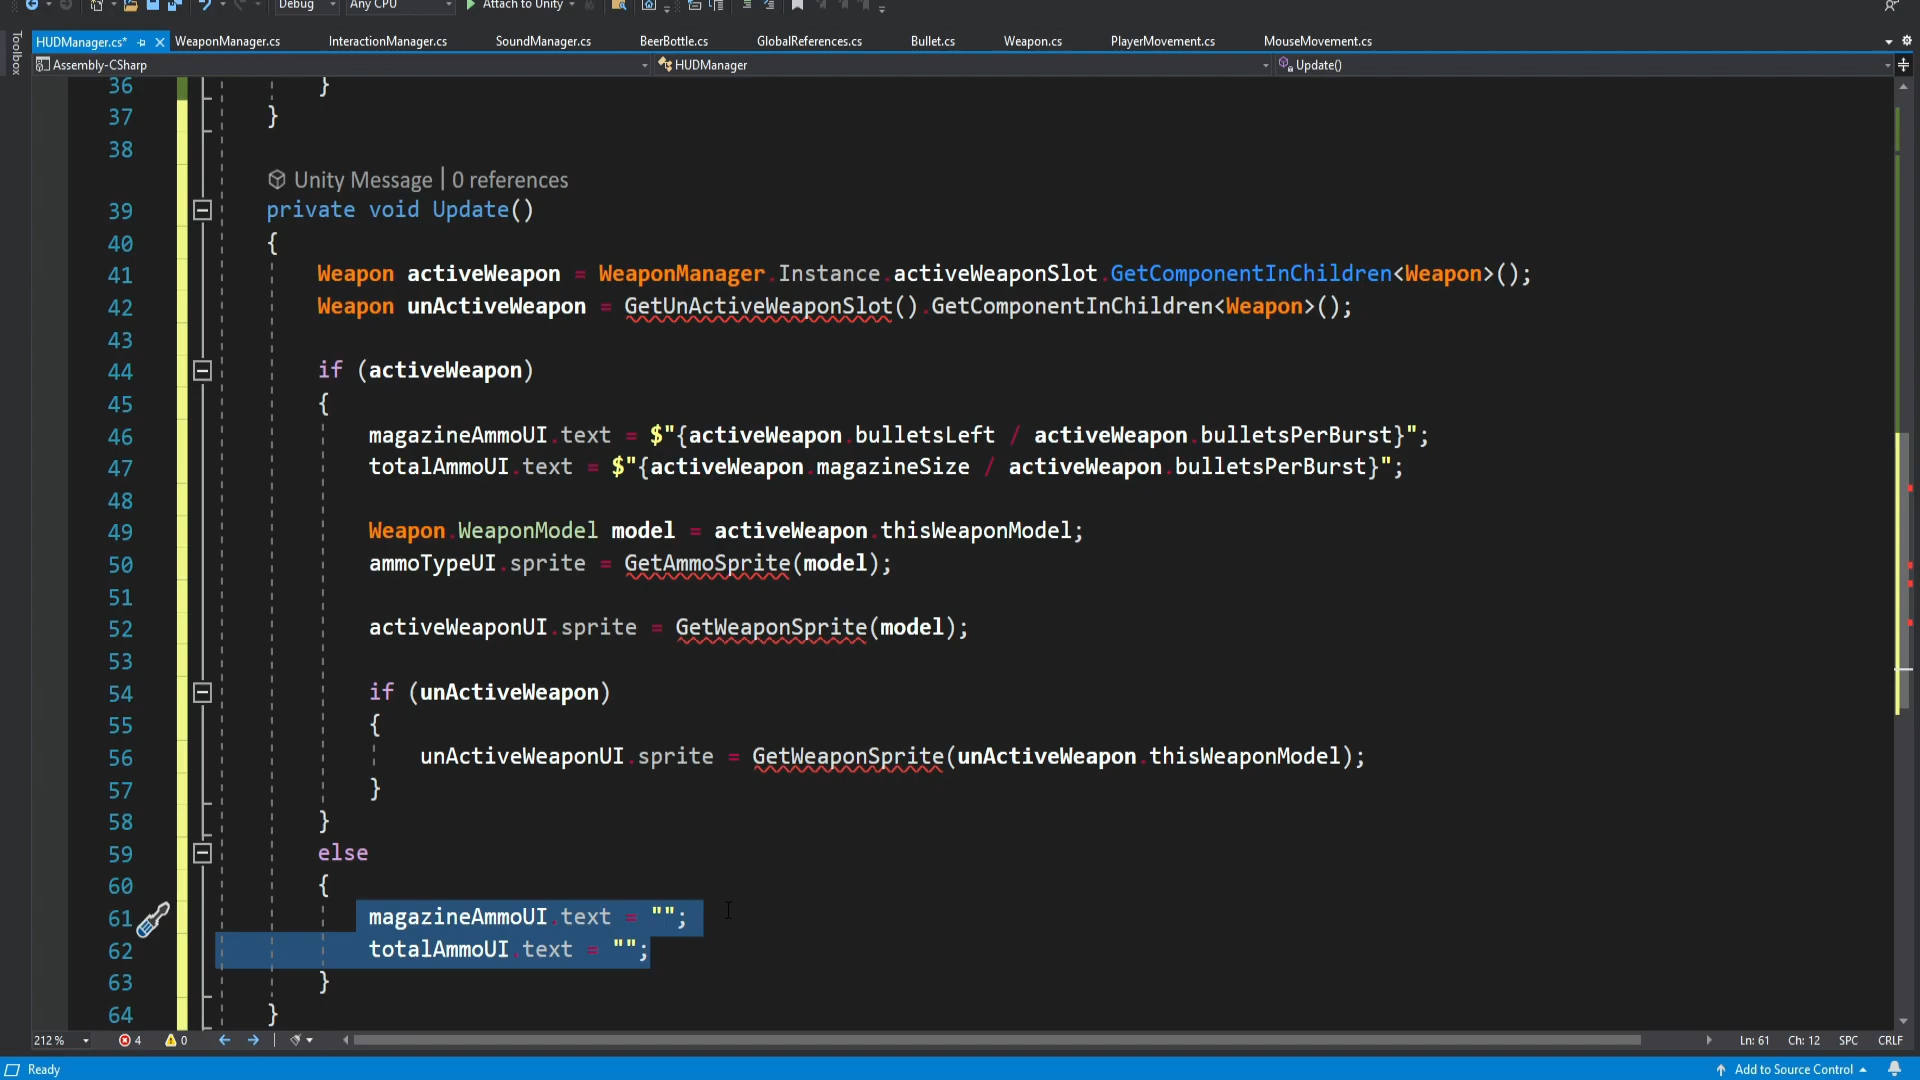 Debug
Any CPU
Attach to Unity
HUDManager.cs*
WeaponManager.cs
InteractionManager.cs
SoundManager.cs
BeerBottle.cs
GlobalReferences.cs
Bullet.cs
Weapon.cs
PlayerMovement.cs
MouseMovement.cs
Toolbox
Assembly-CSharp
HUDManager
Update()
36 }
37 }
38
Unity Message | 0 references
39 private void Update()
40 {
41 Weapon activeWeapon = WeaponManager.Instance.activeWeaponSlot.GetComponentInChildren<Weapon>();
42 Weapon unActiveWeapon = GetUnActiveWeaponSlot().GetComponentInChildren<Weapon>();
43
44 if (activeWeapon)
45 {
46 magazineAmmoUI.text = $"{activeWeapon.bulletsLeft / activeWeapon.bulletsPerBurst}";
47 totalAmmoUI.text = $"{activeWeapon.magazineSize / activeWeapon.bulletsPerBurst}";
48
49 Weapon.WeaponModel model = activeWeapon.thisWeaponModel;
50 ammoTypeUI.sprite = GetAmmoSprite(model);
51
52 activeWeaponUI.sprite = GetWeaponSprite(model);
53
54 if (unActiveWeapon)
55 {
56 unActiveWeaponUI.sprite = GetWeaponSprite(unActiveWeapon.thisWeaponModel);
57 }
58 }
59 else
60 {
61 magazineAmmoUI.text = "";
62 totalAmmoUI.text = "";
63 }
64 }
212 %
4
0
Ln: 61
Ch: 12
SPC
CRLF
Ready
Add to Source Control